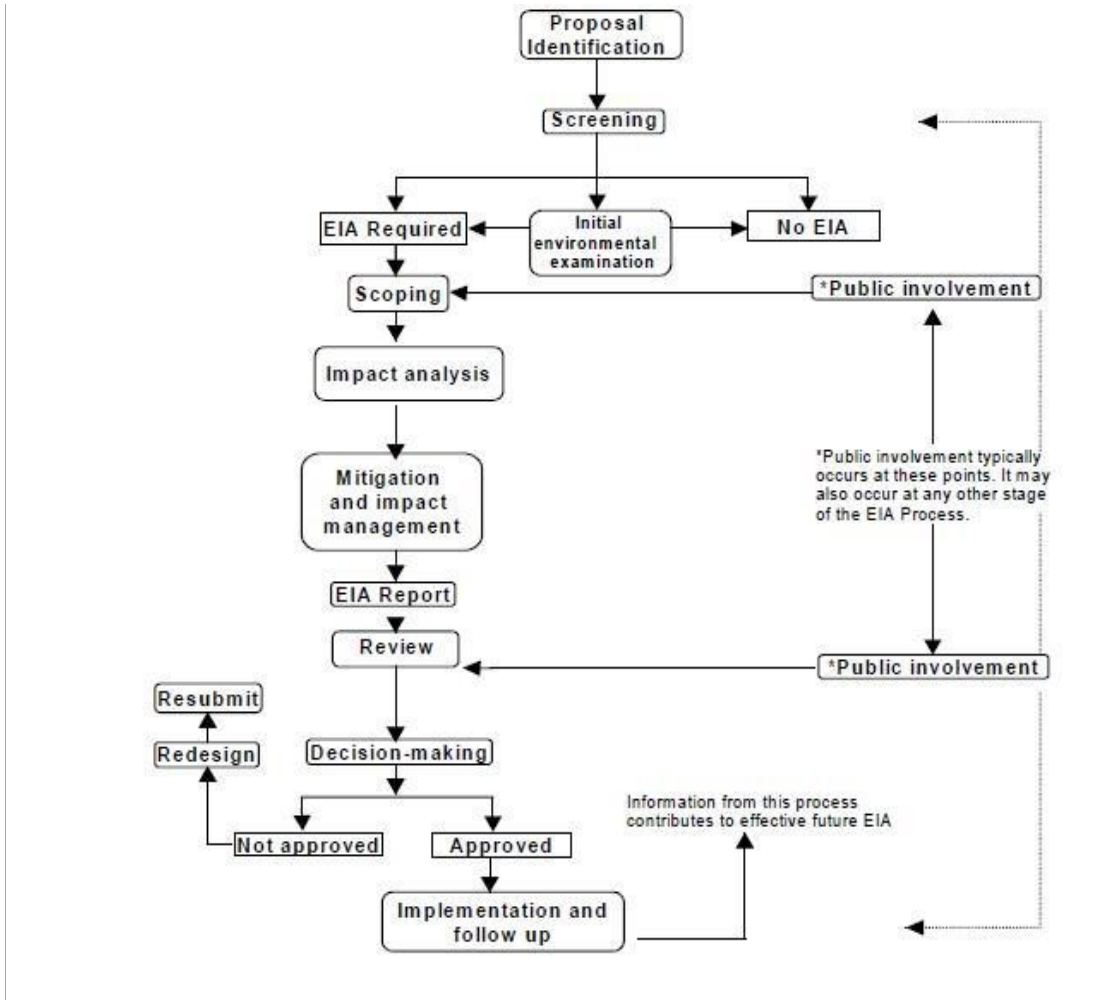 Proposal
Identification
Screening
EIA Required
Initial
environmental
examination
No EIA
Scoping
*Public involvement
Impact analysis
*Public involvement typically
occurs at these points. It may
also occur at any other stage
of the EIA Process.
Mitigation
and impact
management
EIA Report
Review
*Public involvement
Resubmit
Redesign
Decision-making
Information from this process
contributes to effective future EIA
Not approved
Approved
Implementation and
follow up